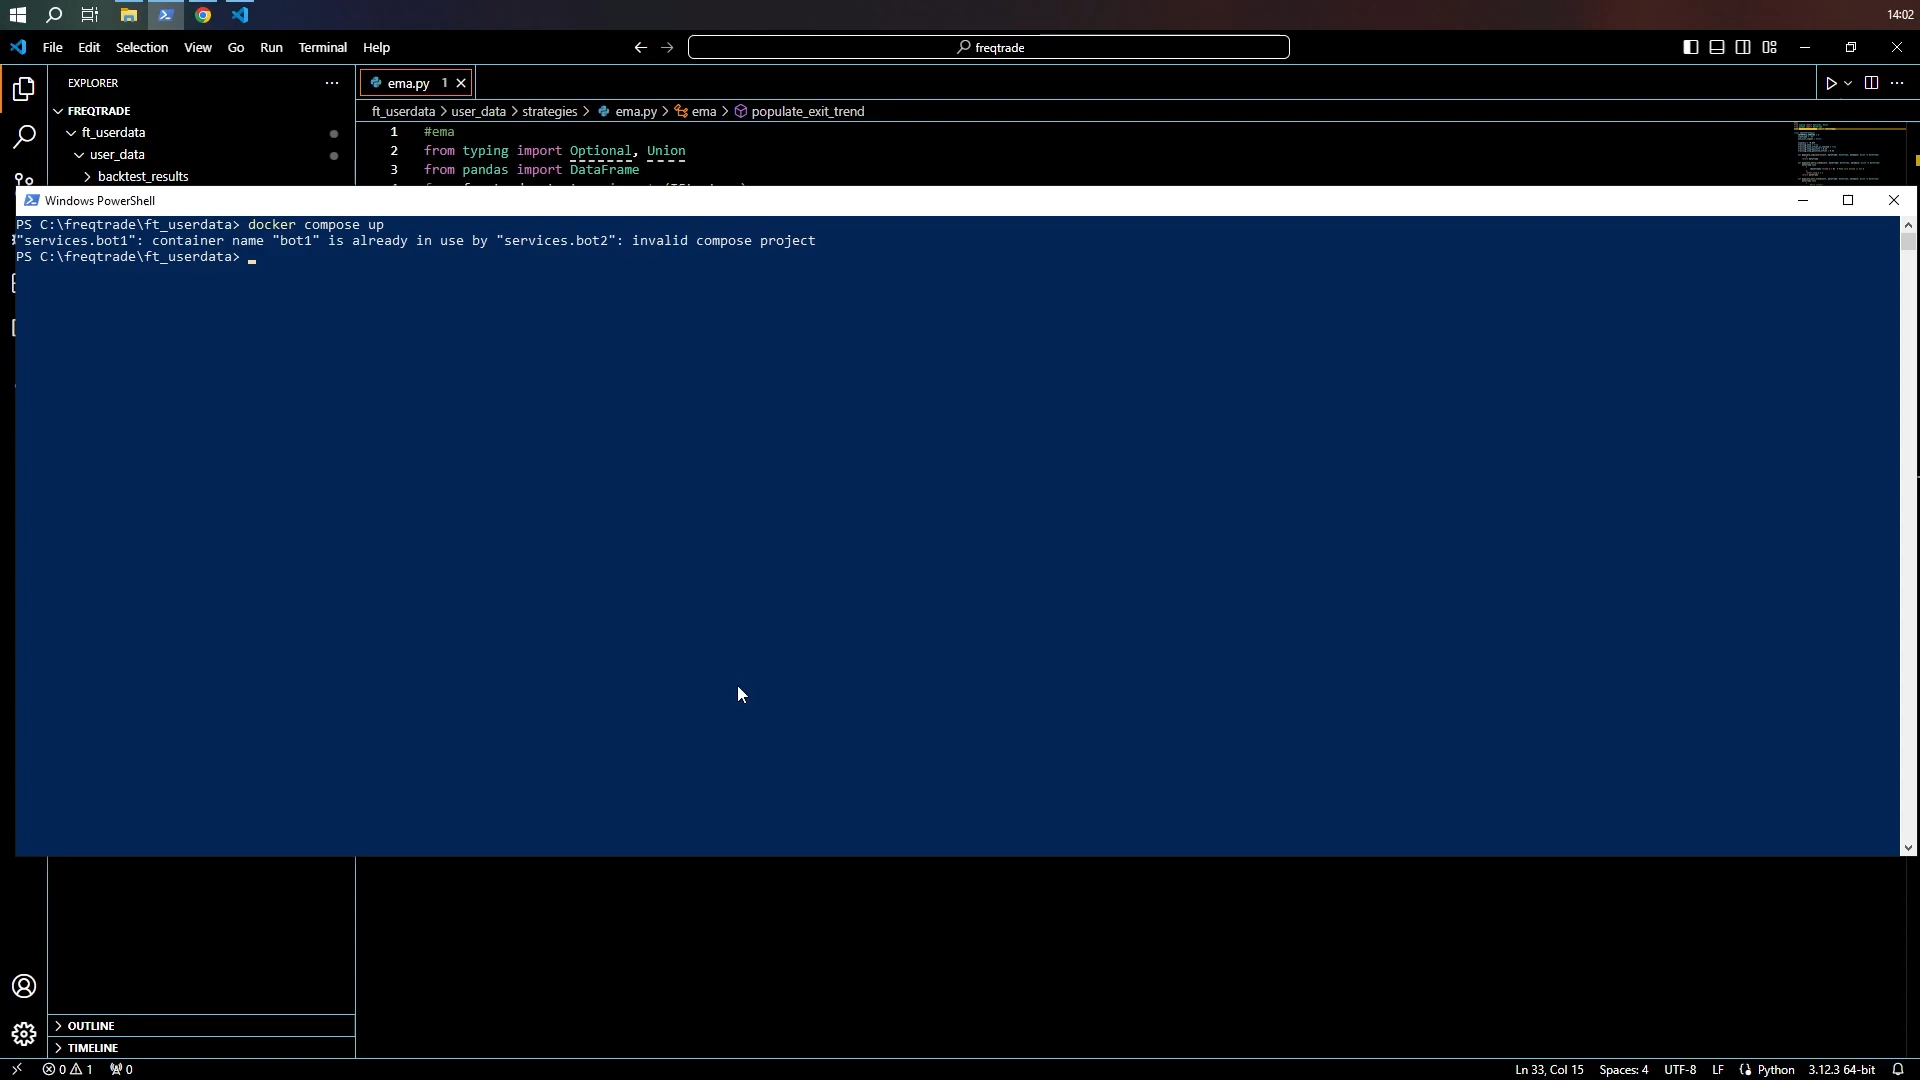 14:02
File Edit Selection View Go Run Terminal Help
freqtrade
EXPLORER
ema.py 1
FREQTRADE
ft_userdata > user_data > strategies > ema.py > ema > populate_exit_trend
ft_userdata
1 #ema
user_data
2 from typing import Optional, Union
backtest_results
3 from pandas import DataFrame
Windows PowerShell
PS C:\freqtrade\ft_userdata> docker compose up
"services.bot1": container name "bot1" is already in use by "services.bot2": invalid compose project
PS C:\freqtrade\ft_userdata>
OUTLINE
TIMELINE
0 1 0
Ln 33, Col 15 Spaces: 4 UTF-8 LF Python 3.12.3 64-bit